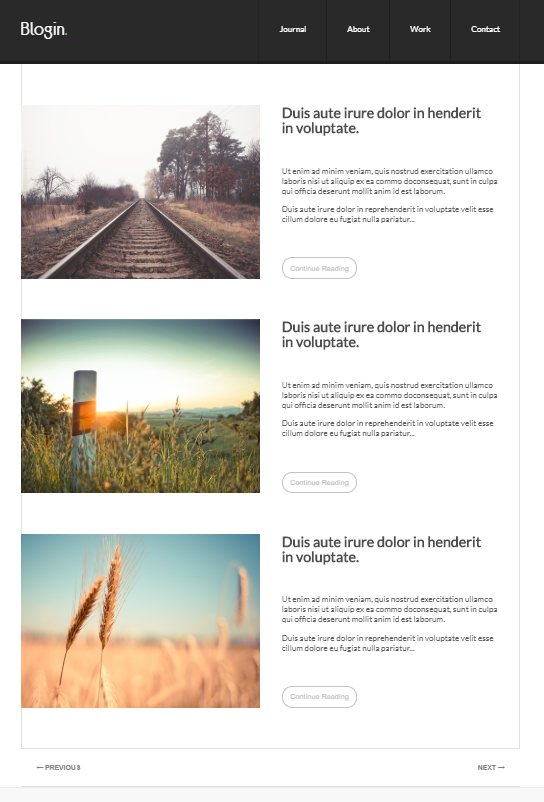 Blogin.
Journal
About
Work
Contact
Duis aute irure dolor in henderit
in voluptate.
Ut enim ad minim veniam, quis nostrud exercitation ullamco
laboris nisi ut aliquip ex ea commo doconsequat, sunt in culpa
qui officia deserunt mollit anim id est laborum.
Duis aute irure dolor in reprehenderit in voluptate velit esse
cillum dolore eu fugiat nulla pariatur...
Continue Reading
Duis aute irure dolor in henderit
in voluptate.
Ut enim ad minim veniam, quis nostrud exercitation ullamco
laboris nisi ut aliquip ex ea commo doconsequat, sunt in culpa
qui officia deserunt mollit anim id est laborum.
Duis aute irure dolor in reprehenderit in voluptate velit esse
cillum dolore eu fugiat nulla pariatur...
Continue Reading
Duis aute irure dolor in henderit
in voluptate.
Ut enim ad minim veniam, quis nostrud exercitation ullamco
laboris nisi ut aliquip ex ea commo doconsequat, sunt in culpa
qui officia deserunt mollit anim id est laborum.
Duis aute irure dolor in reprehenderit in voluptate velit esse
cillum dolore eu fugiat nulla pariatur...
Continue Reading
← PREVIOUS
NEXT →